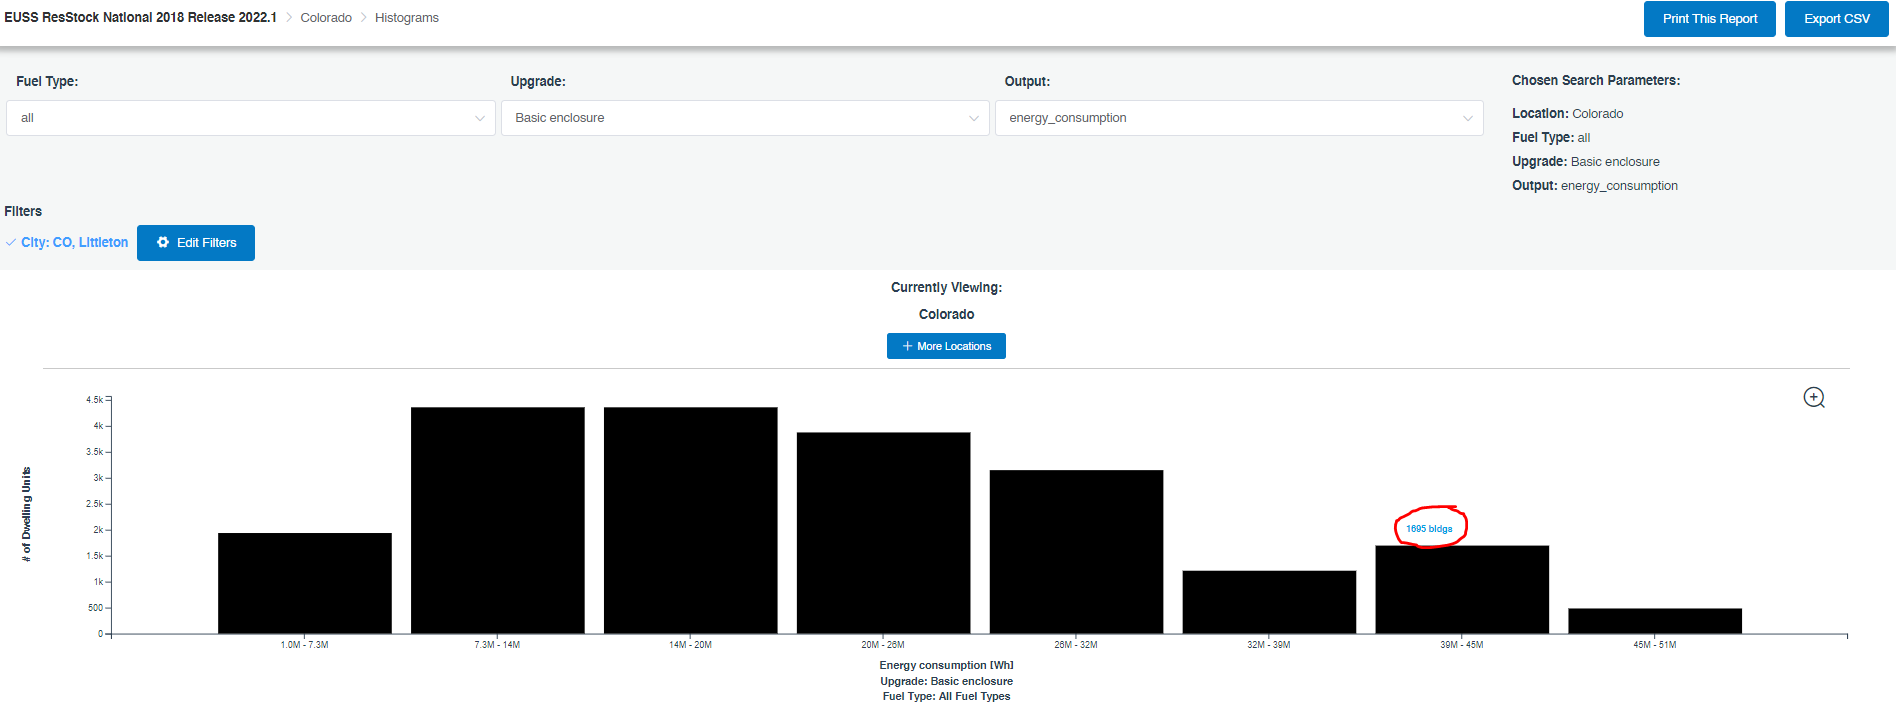 EUSS ResStock National 2018 Release 2022.1 > Colorado > Histograms
Print This Report
Export CSV
Fuel Type:
all
Upgrade:
Basic enclosure
Output:
energy_consumption
Chosen Search Parameters:
Location: Colorado
Fuel Type: all
Upgrade: Basic enclosure
Output: energy_consumption
Filters
City: CO, Littleton
Edit Filters
Currently Viewing:
Colorado
+ More Locations
# of Dwelling Units
4.5k
4k
3.5k
3k
2.5k
2k
1.5k
1k
500
0
1695 bldgs
1.0M - 7.3M
7.3M - 14M
14M - 20M
20M - 26M
26M - 32M
32M - 39M
39M - 45M
45M - 51M
Energy consumption [Wh]
Upgrade: Basic enclosure
Fuel Type: All Fuel Types